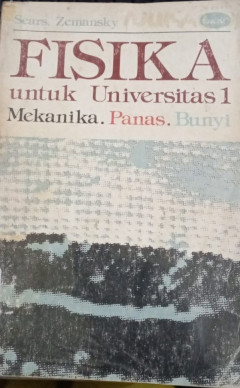 Sears. Zemansky
FISIKA
untuk Universitas 1
Mekanika. Panas. Bunyi